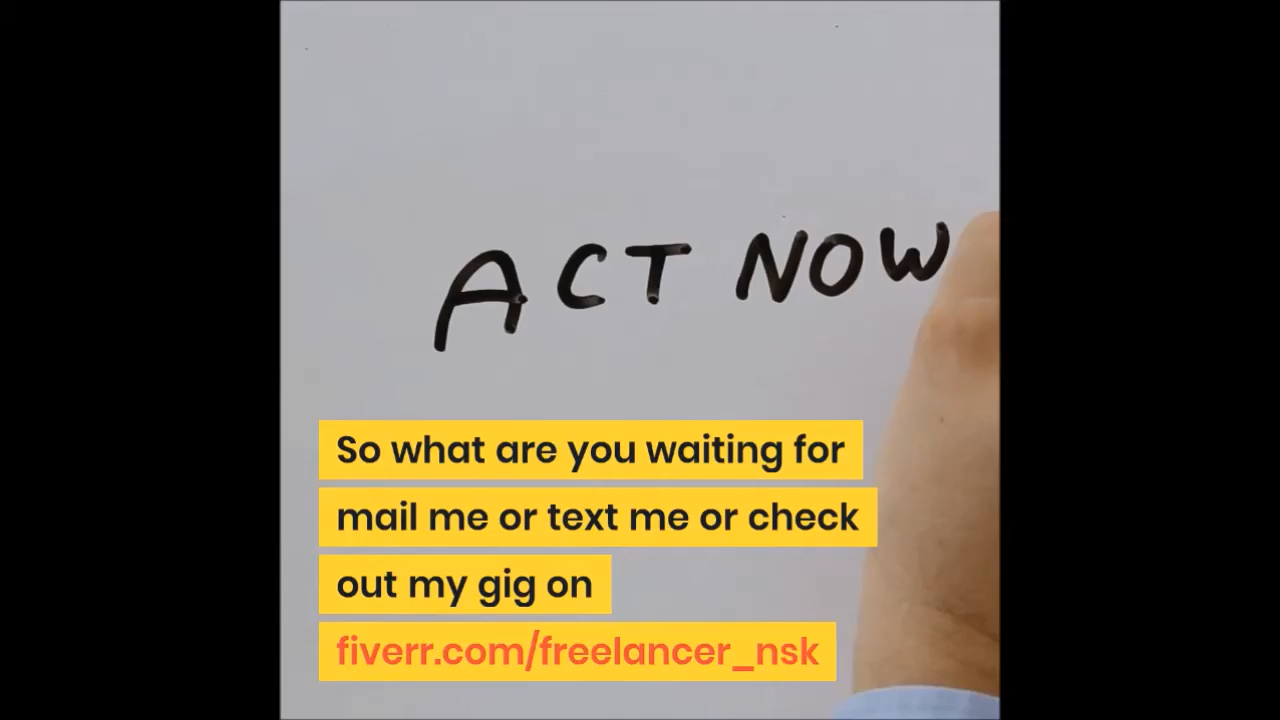 ACT NOW
So what are you waiting for
mail me or text me or check
out my gig on
fiverr.com/freelancer_nsk